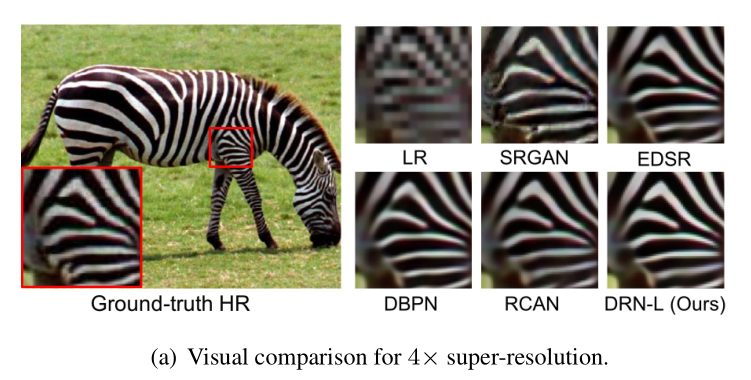 LR SRGAN EDSR
Ground-truth HR DBPN RCAN DRN-L (Ours)
(a) Visual comparison for 4× super-resolution.